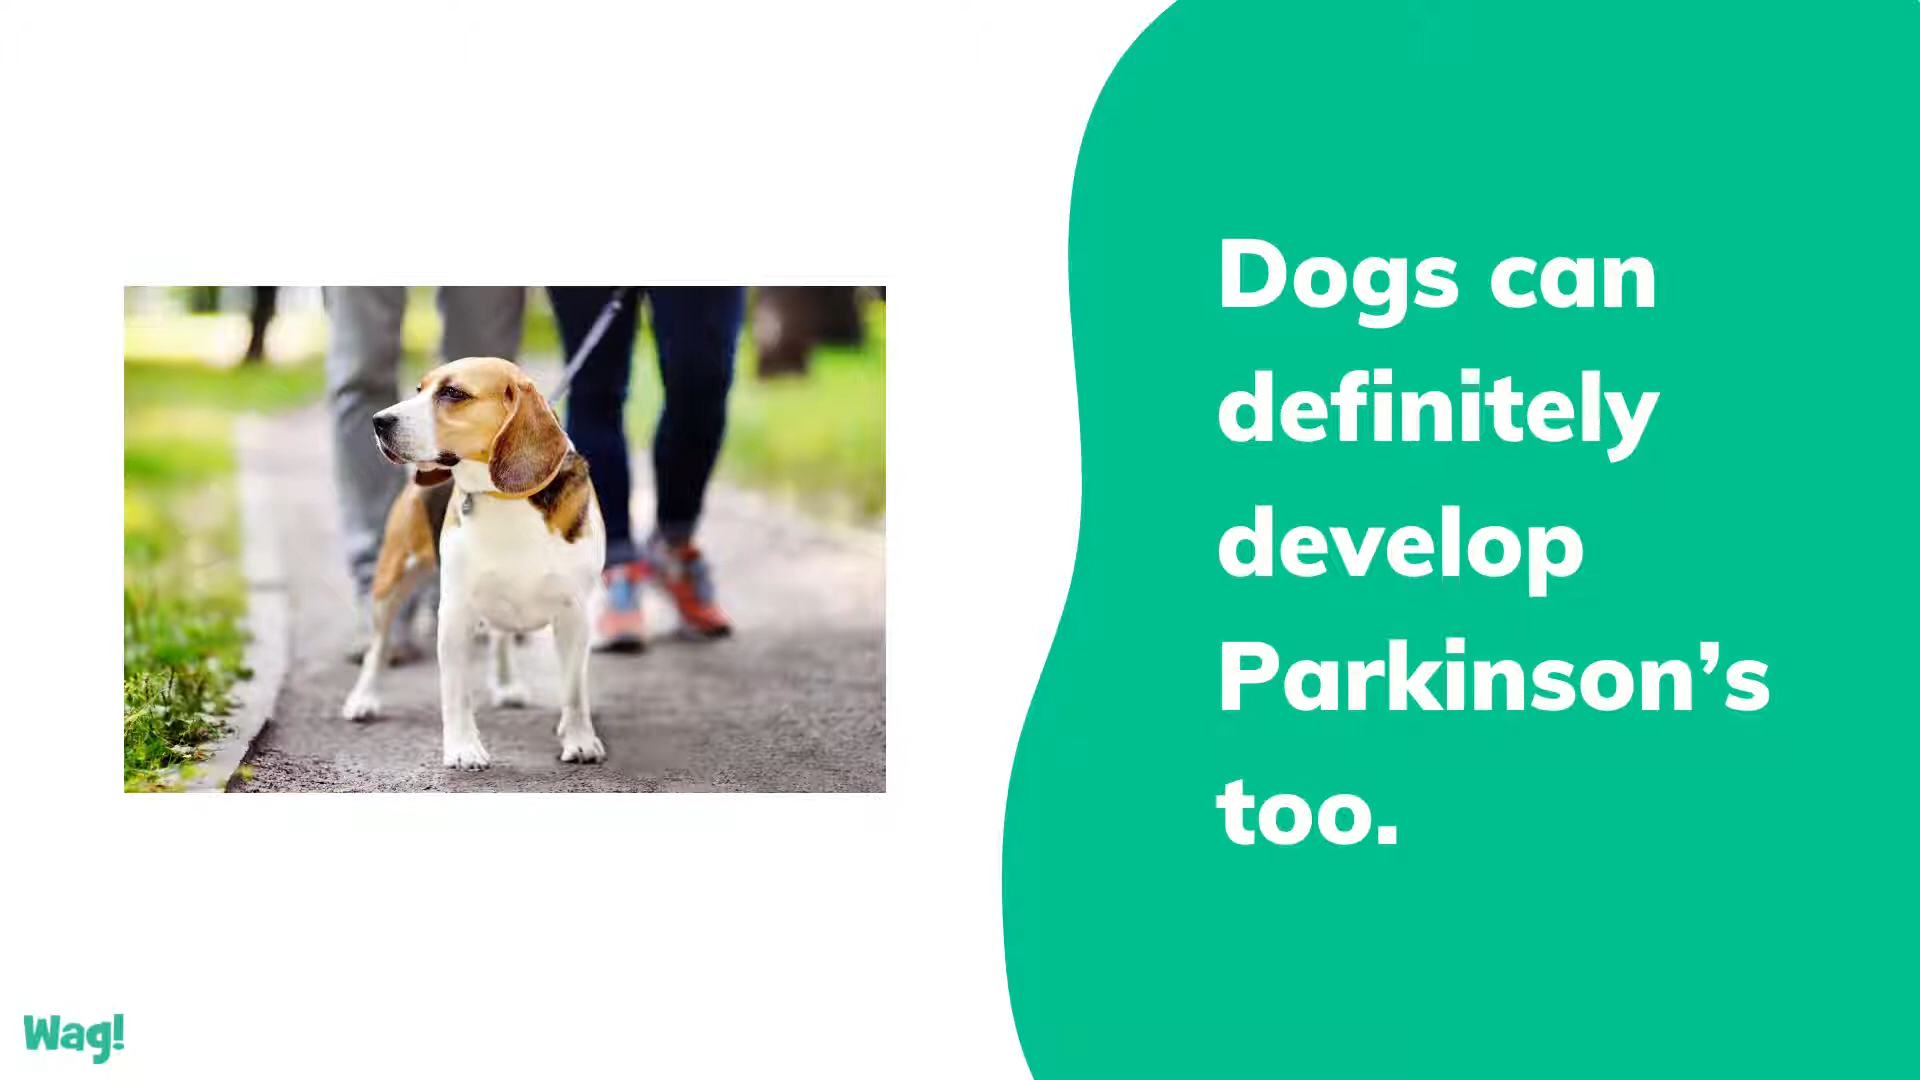 Dogs can
definitely
develop
Parkinson’s
too.
Wag!